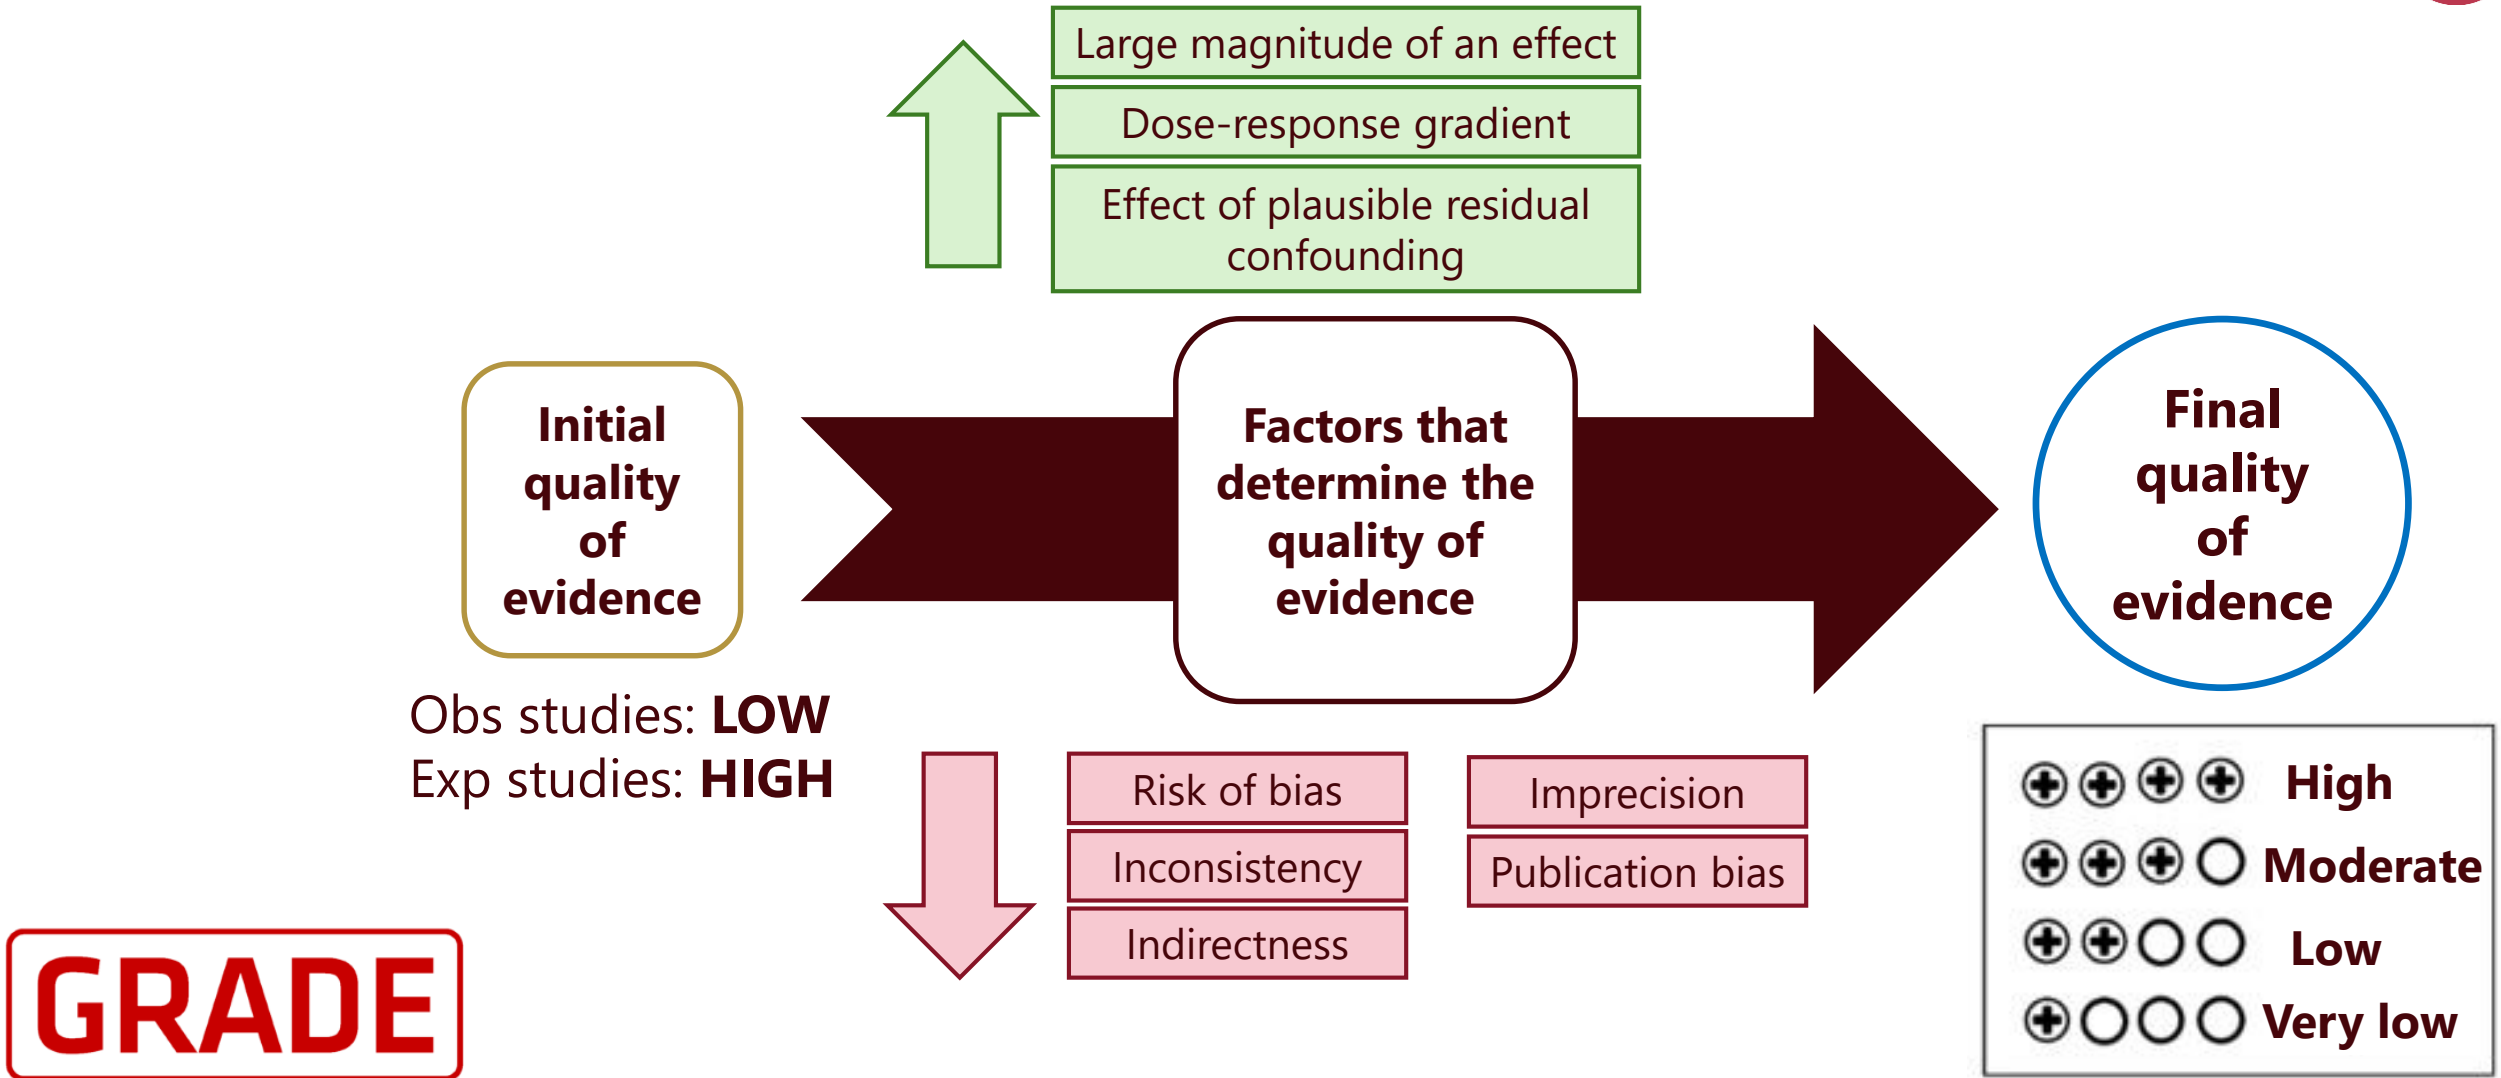 Large magnitude of an effect
Dose-response gradient
Effect of plausible residual
confounding
Initial
quality
of
evidence
Factors that
determine the
quality of
evidence
Final
quality
of
evidence
Obs studies: LOW
Exp studies: HIGH
Risk of bias
Inconsistency
Indirectness
Imprecision
Publication bias
High
Moderate
Low
Very low
GRADE